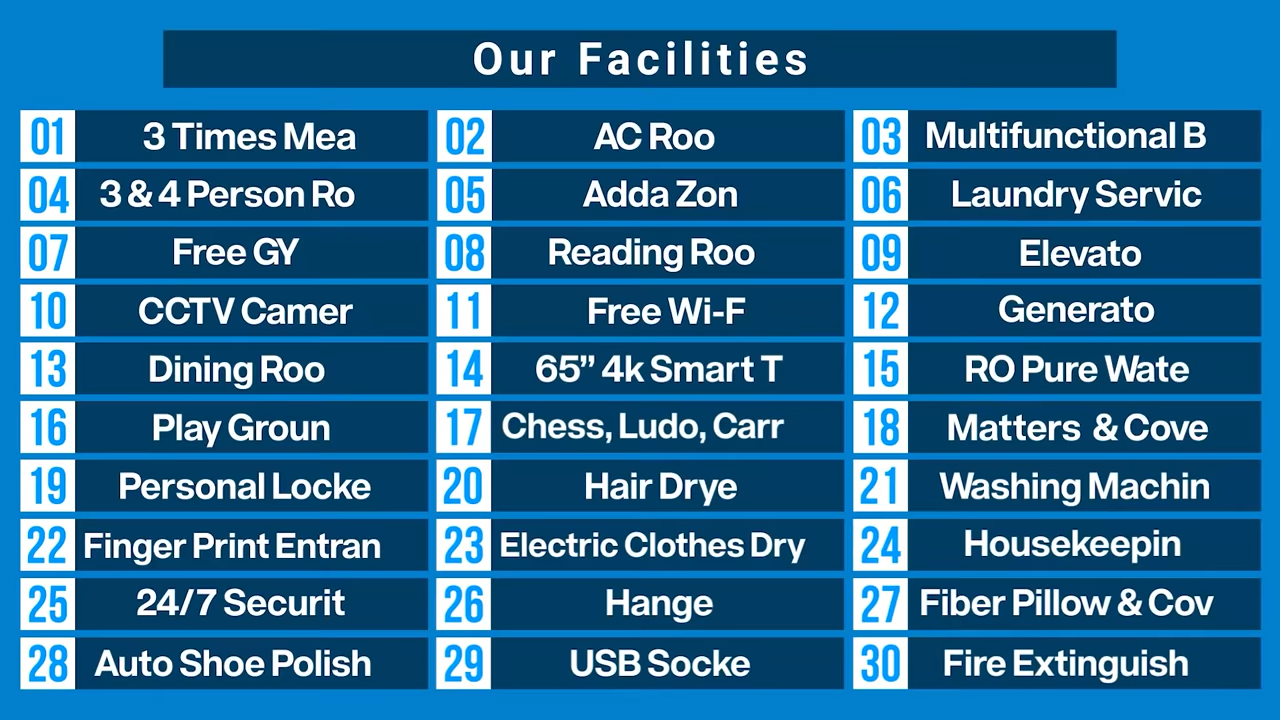 Our Facilities
01 3 Times Mea
02 AC Roo
03 Multifunctional B
04 3 & 4 Person Ro
05 Adda Zon
06 Laundry Servic
07 Free GY
08 Reading Roo
09 Elevato
10 CCTV Camer
11 Free Wi-F
12 Generato
13 Dining Roo
14 65” 4k Smart T
15 RO Pure Wate
16 Play Groun
17 Chess, Ludo, Carr
18 Matters & Cove
19 Personal Locke
20 Hair Drye
21 Washing Machin
22 Finger Print Entran
23 Electric Clothes Dry
24 Housekeepin
25 24/7 Securit
26 Hange
27 Fiber Pillow & Cov
28 Auto Shoe Polish
29 USB Socke
30 Fire Extinguish